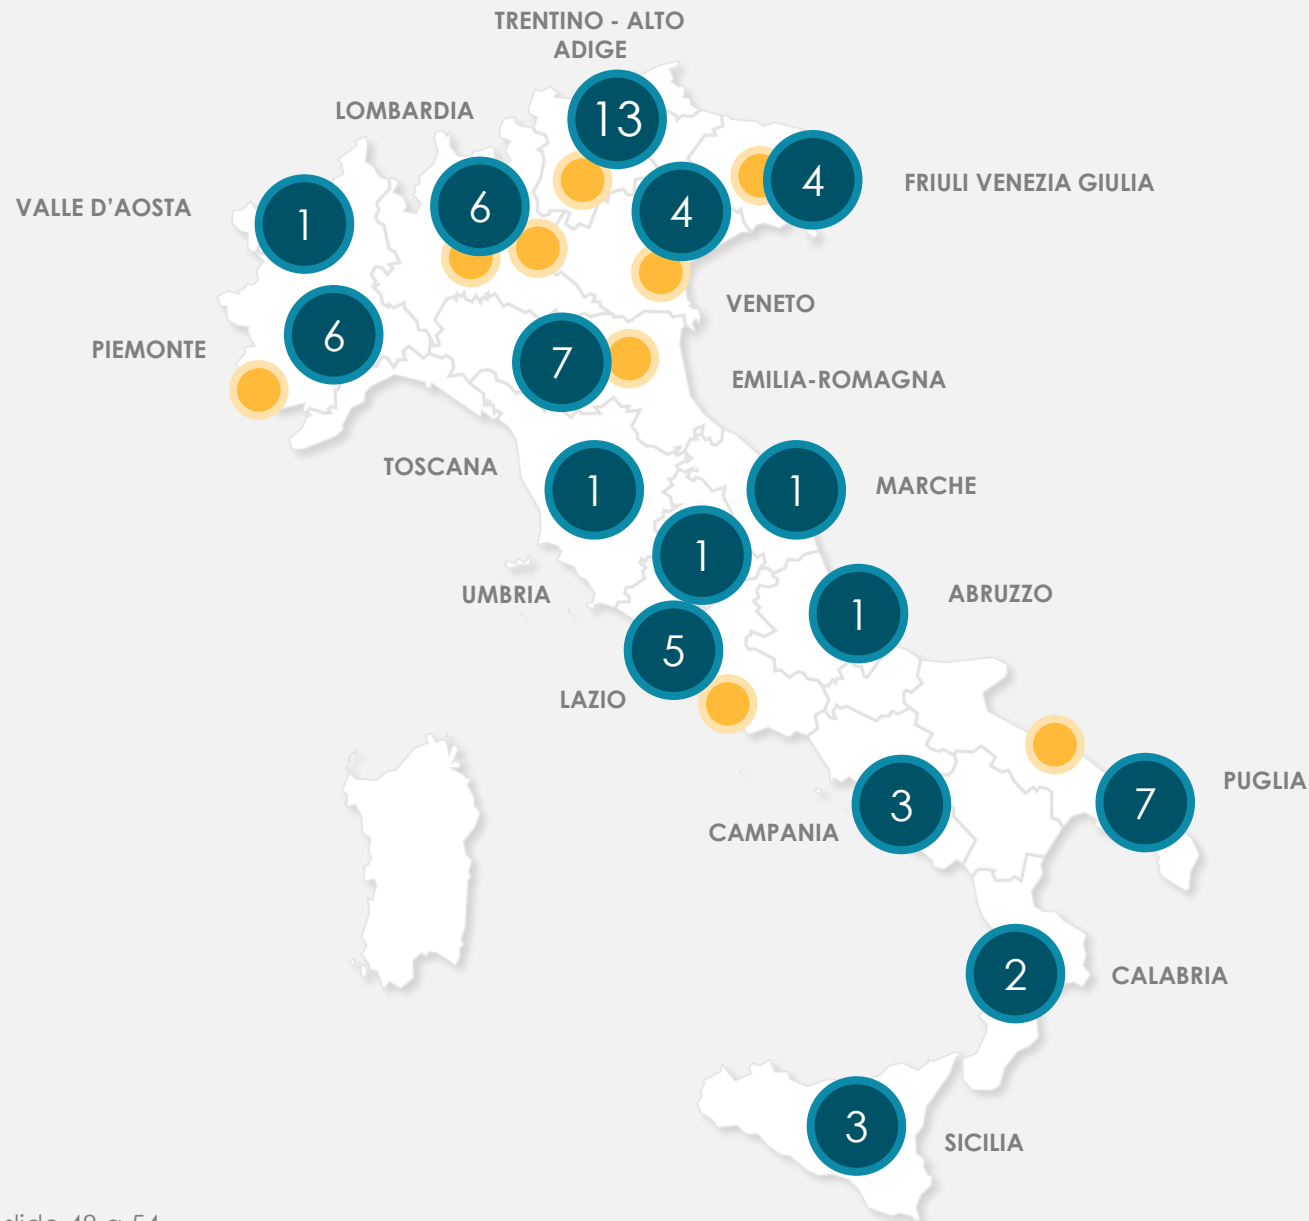 TRENTINO - ALTO
ADIGE
13
LOMBARDIA
6
4
4
FRIULI VENEZIA GIULIA
VALLE D’AOSTA
1
VENETO
PIEMONTE
6
7
EMILIA-ROMAGNA
TOSCANA
1
1
MARCHE
1
UMBRIA
1
ABRUZZO
5
LAZIO
3
CAMPANIA
7
PUGLIA
2
CALABRIA
3
SICILIA
48 a 54